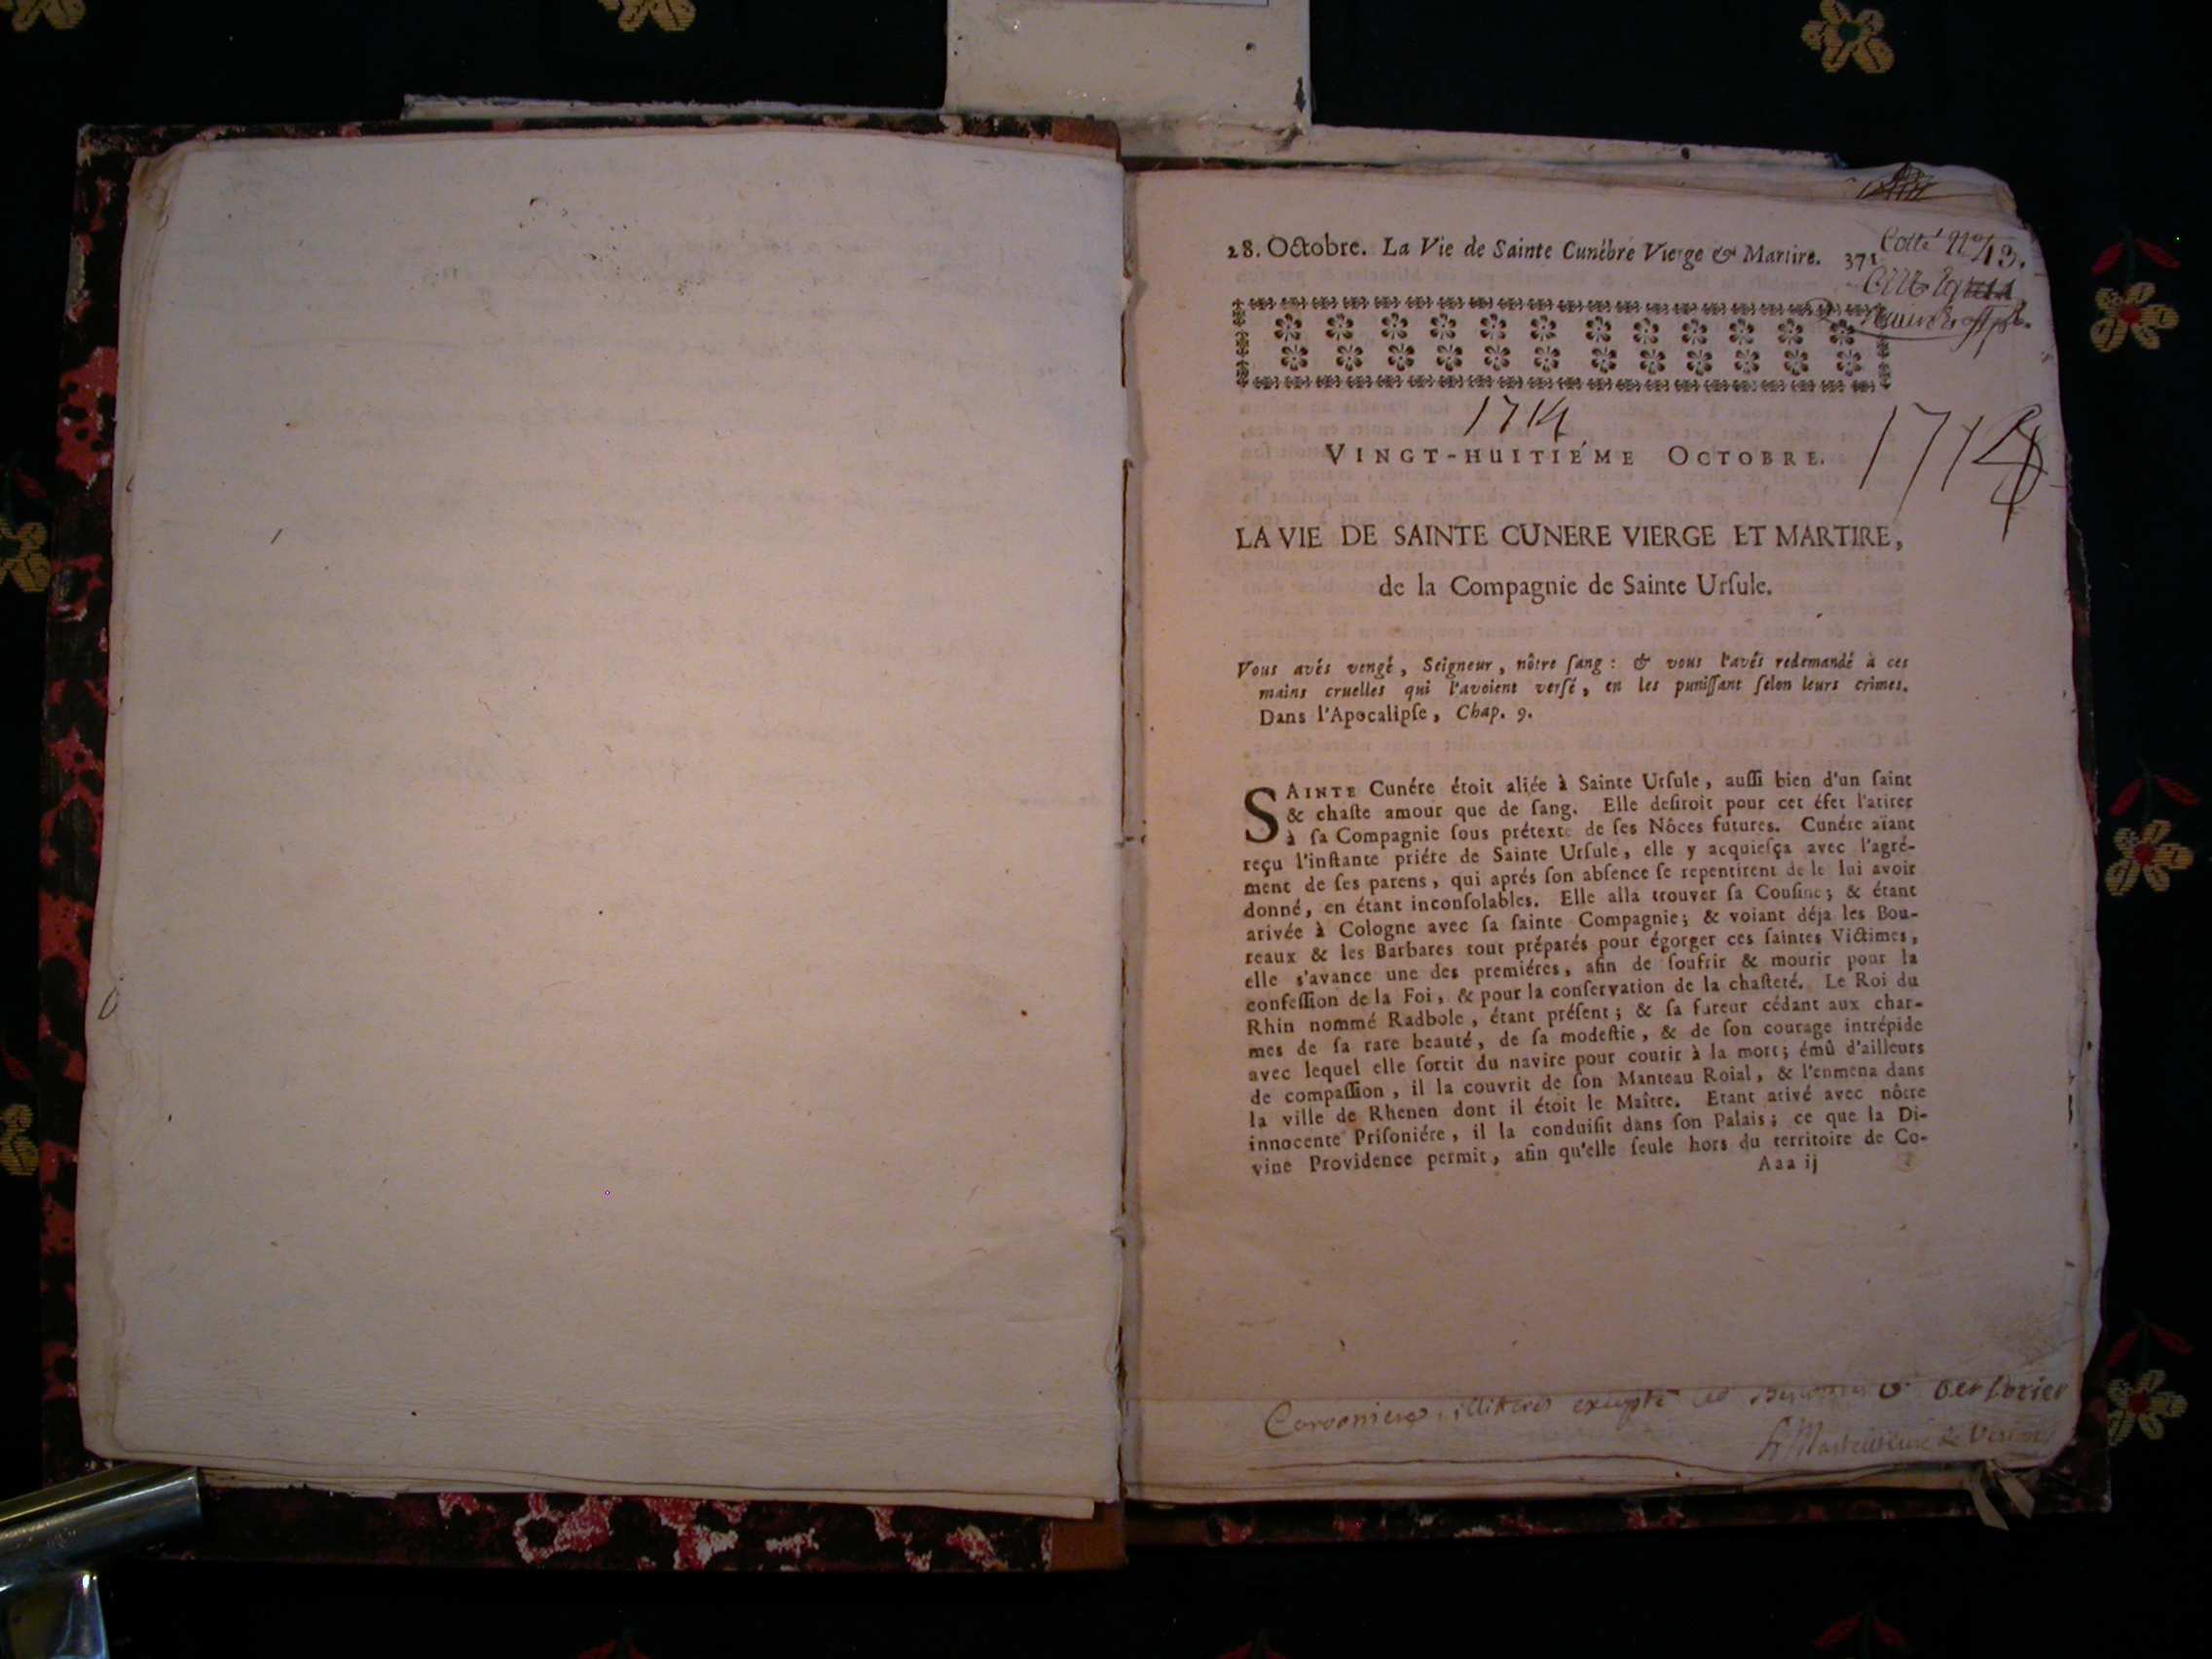 28. Octobre. La Vie de Sainte Cunébre Vierge & Martire. 371
Cotté No 13.
1714
1714
VINGT-HUITIÉME OCTOBRE.
LA VIE DE SAINTE CUNERE VIERGE ET MARTIRE,
de la Compagnie de Sainte Urſule.
Vous avés vengé, Seigneur, nôtre ſang : & vous l'avés redemandé à ces
mains cruelles qui l'avoient verſé, en les puniſſant ſelon leurs crimes.
Dans l'Apocalipſe, Chap. 9.
SAINTE Cunére étoit aliée à Sainte Urſule, auſſi bien d'un ſaint
& chaſte amour que de ſang. Elle deſiroit pour cet éfet l'atirer
à ſa Compagnie ſous prétexte de ſes Nôces futures. Cunére aïant
reçu l'inſtante priére de Sainte Urſule, elle y acquieſça avec l'agré-
ment de ſes parens, qui aprés ſon abſence ſe repentirent de le lui avoir
donné, en étant inconſolables. Elle alla trouver ſa Couſine; & étant
arivée à Cologne avec ſa ſainte Compagnie; & voiant déja les Bou-
reaux & les Barbares tout préparés pour égorger ces ſaintes Victimes,
elle s'avance une des premiéres, afin de ſoufrir & mourir pour la
confeſſion de la Foi, & pour la conſervation de la chaſteté. Le Roi du
Rhin nommé Radbole, étant préſent; & ſa fureur cédant aux char-
mes de ſa rare beauté, de ſa modeſtie, & de ſon courage intrépide
avec lequel elle ſortit du navire pour courir à la mort; émû d'ailleurs
de compaſſion, il la couvrit de ſon Manteau Roial, & l'enmena dans
la ville de Rhenen dont il étoit le Maître. Etant arivé avec nôtre
innocente Priſoniére, il la conduiſit dans ſon Palais; ce que la Di-
vine Providence permit, afin qu'elle ſeule hors du territoire de Co-
Aaa ij